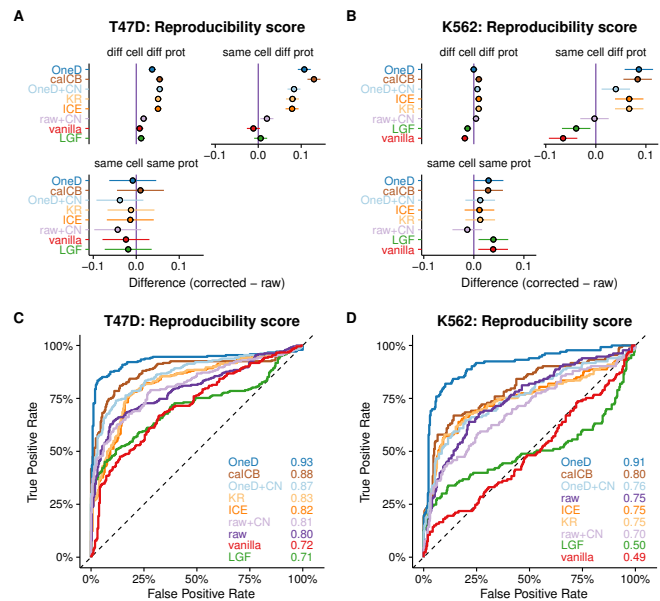 A
T47D: Reproducibility score
diff cell diff prot
same cell diff prot
OneD
caICB
OneD+CN
KR
ICE
raw+CN
vanilla
LGF
−0.1 0.0 0.1
same cell same prot
OneD
caICB
OneD+CN
KR
ICE
raw+CN
vanilla
LGF
−0.1 0.0 0.1
Difference (corrected − raw)
B
K562: Reproducibility score
diff cell diff prot
same cell diff prot
OneD
caICB
OneD+CN
ICE
KR
raw+CN
LGF
vanilla
−0.1 0.0 0.1
same cell same prot
OneD
caICB
OneD+CN
ICE
KR
raw+CN
LGF
vanilla
−0.1 0.0 0.1
Difference (corrected − raw)
C
T47D: Reproducibility score
True Positive Rate
100%
75%
50%
25%
0%
OneD 0.93
caICB 0.88
OneD+CN 0.87
KR 0.83
ICE 0.82
raw+CN 0.81
raw 0.80
vanilla 0.72
LGF 0.71
0% 25% 50% 75% 100%
False Positive Rate
D
K562: Reproducibility score
True Positive Rate
100%
75%
50%
25%
0%
OneD 0.91
caICB 0.80
OneD+CN 0.76
raw 0.75
ICE 0.75
KR 0.75
raw+CN 0.70
LGF 0.50
vanilla 0.49
0% 25% 50% 75% 100%
False Positive Rate